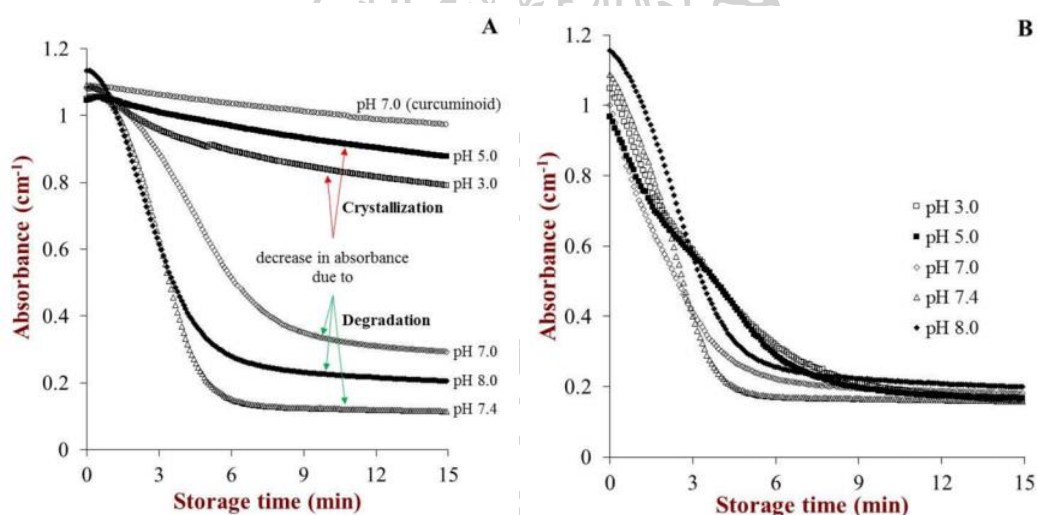 A
1.2
1
0.8
0.6
0.4
0.2
0
0 3 6 9 12 15
Absorbance (cm⁻¹)
Storage time (min)
pH 7.0 (curcuminoid)
pH 5.0
pH 3.0
Crystallization
decrease in absorbance
due to
Degradation
pH 7.0
pH 8.0
pH 7.4
B
1.2
1
0.8
0.6
0.4
0.2
0
0 3 6 9 12 15
Absorbance (cm⁻¹)
Storage time (min)
pH 3.0
pH 5.0
pH 7.0
pH 7.4
pH 8.0